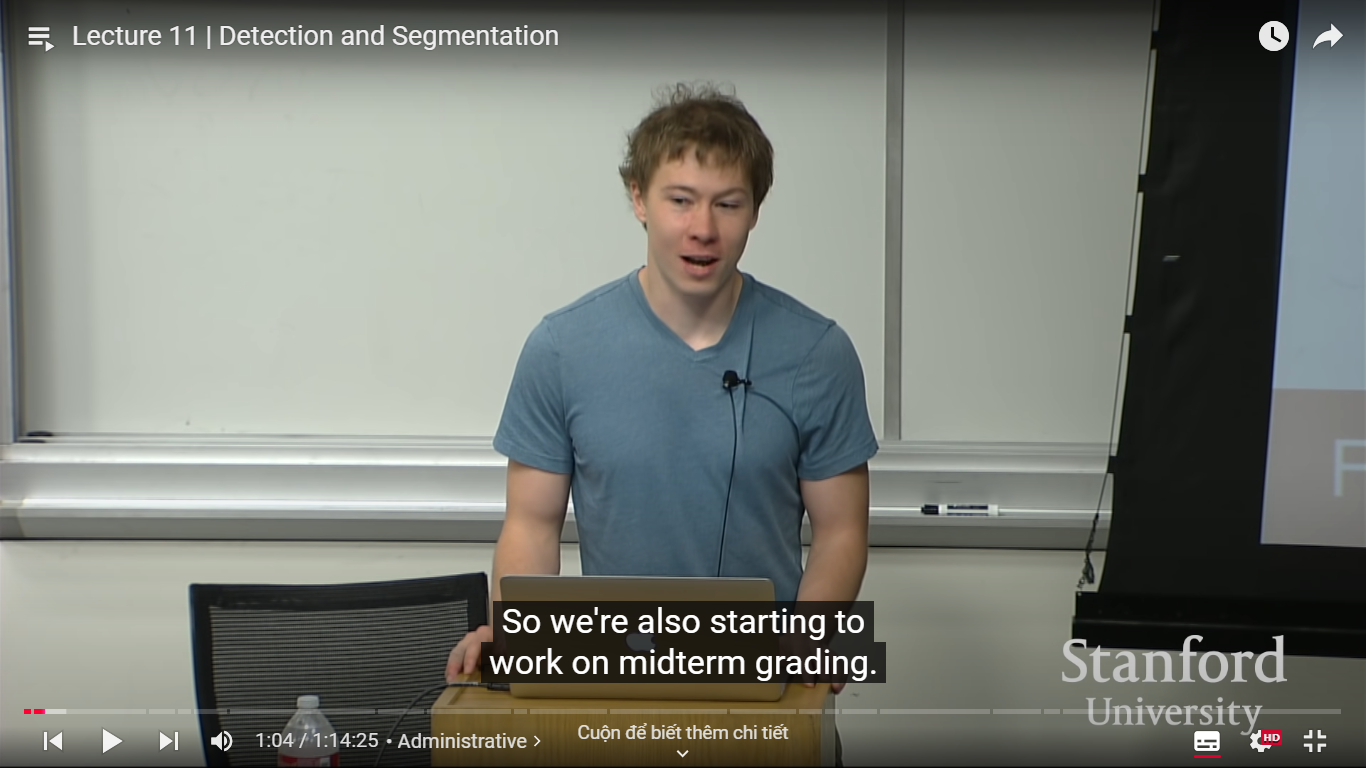 Lecture 11 | Detection and Segmentation
F
So we're also starting to
work on midterm grading.
Stanford
University
1:04 / 1:14:25 • Administrative >
Cuộn để biết thêm chi tiết
HD